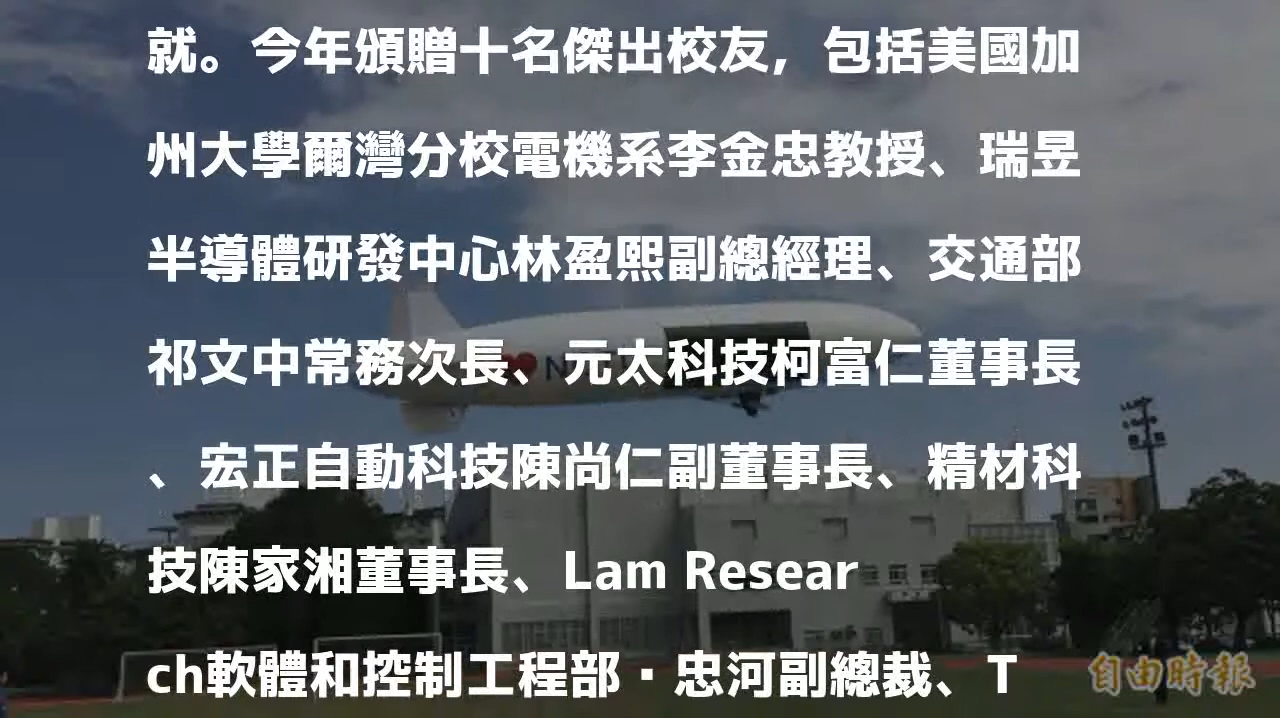 就。今年頒贈十名傑出校友，包括美國加
州大學爾灣分校電機系李金忠教授、瑞昱
半導體研發中心林盈熙副總經理、交通部
祁文中常務次長、元太科技柯富仁董事長
、宏正自動科技陳尚仁副董事長、精材科
技陳家湘董事長、Lam Resear
ch軟體和控制工程部·忠河副總裁、T
N
自由時報